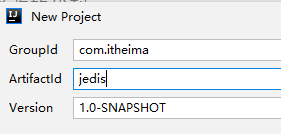 New Project
GroupId com.itheima
ArtifactId jedis
Version 1.0-SNAPSHOT